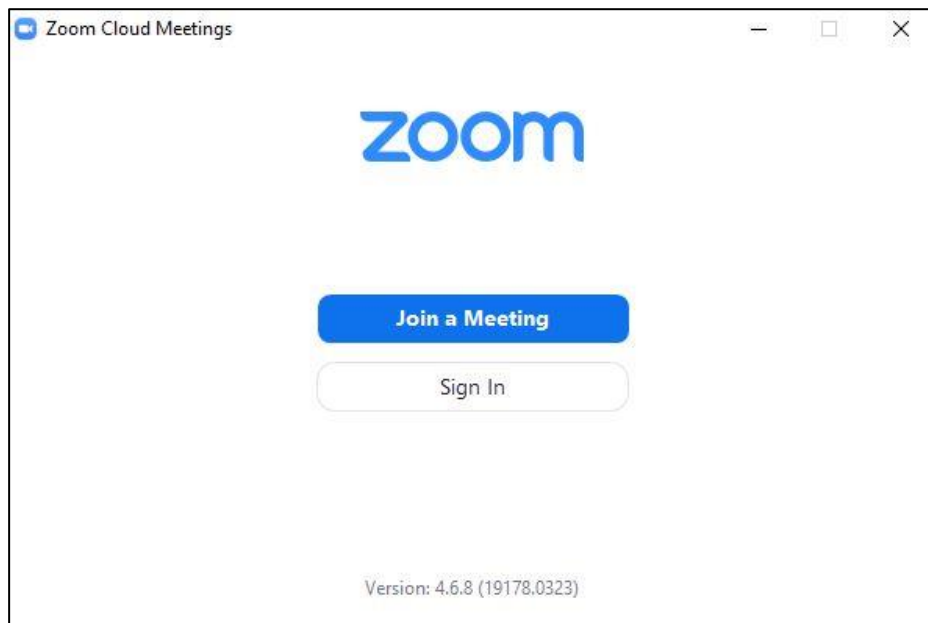 Zoom Cloud Meetings
zoom
Join a Meeting
Sign In
Version: 4.6.8 (19178.0323)